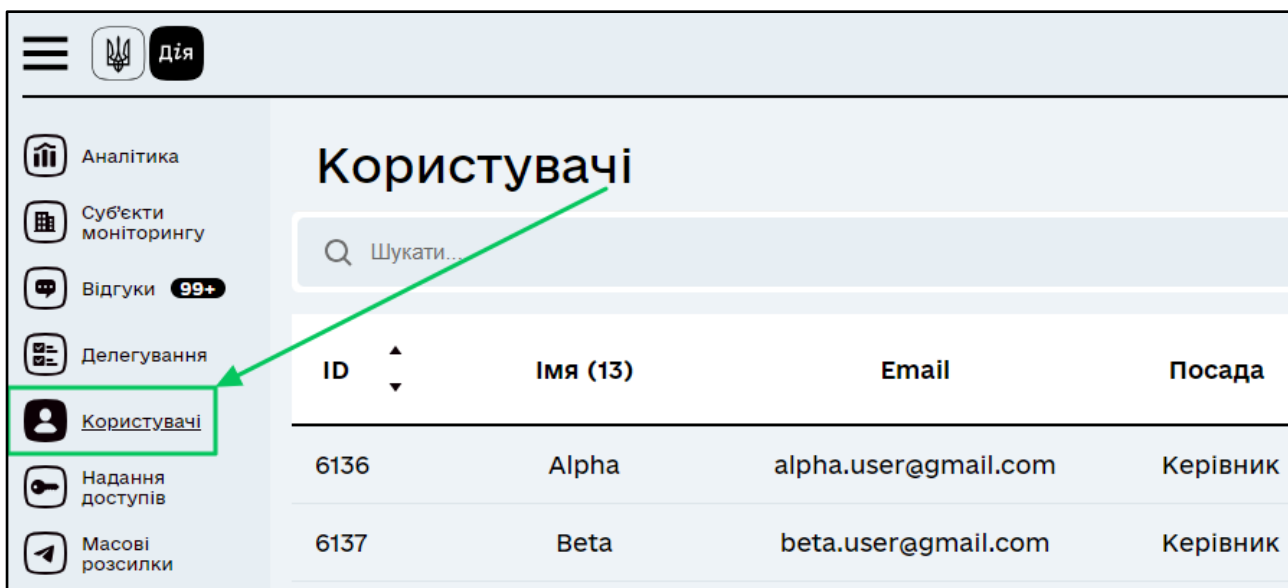 Дія
Аналітика
Суб'єкти
моніторингу
Відгуки 99+
Делегування
Користувачі
Надання
доступів
Масові
розсилки
Користувачі
Шукати...
ID Імя (13) Email Посада
6136 Alpha alpha.user@gmail.com Керівник
6137 Beta beta.user@gmail.com Керівник